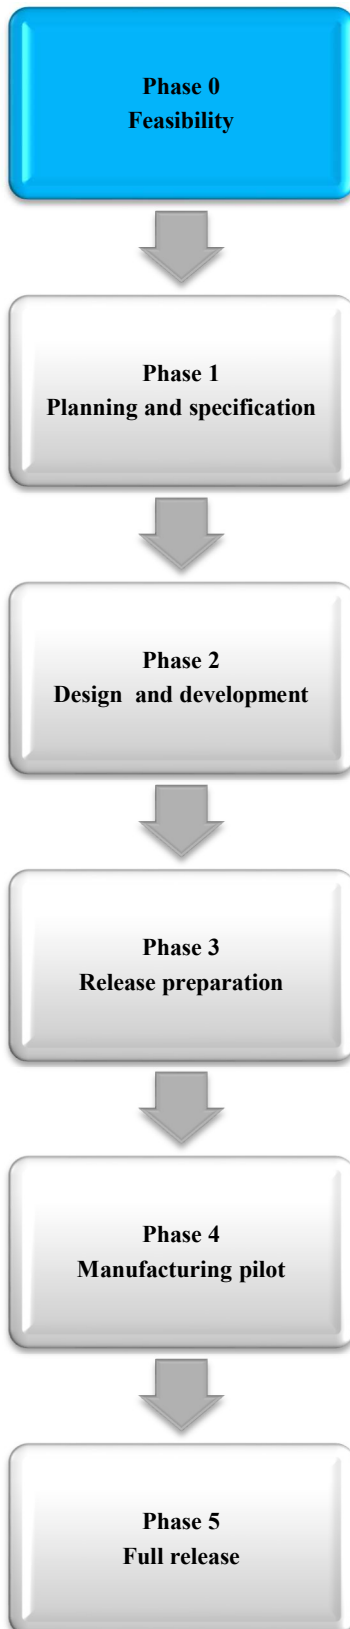 Phase 0
Feasibility
Phase 1
Planning and specification
Phase 2
Design  and development
Phase 3
Release preparation
Phase 4
Manufacturing pilot
Phase 5
Full release